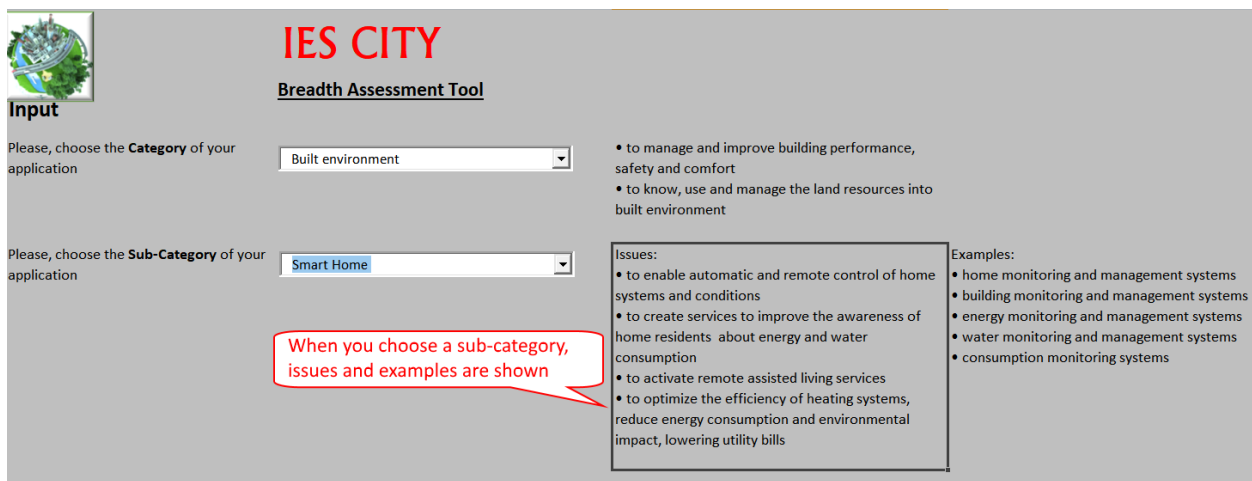 IES CITY
Breadth Assessment Tool
Input
Please, choose the Category of your
application
Built environment
• to manage and improve building performance,
safety and comfort
• to know, use and manage the land resources into
built environment
Please, choose the Sub-Category of your
application
Smart Home
Issues:
• to enable automatic and remote control of home
systems and conditions
• to create services to improve the awareness of
home residents  about energy and water
consumption
• to activate remote assisted living services
• to optimize the efficiency of heating systems,
reduce energy consumption and environmental
impact, lowering utility bills
Examples:
• home monitoring and management systems
• building monitoring and management systems
• energy monitoring and management systems
• water monitoring and management systems
• consumption monitoring systems
When you choose a sub-category,
issues and examples are shown